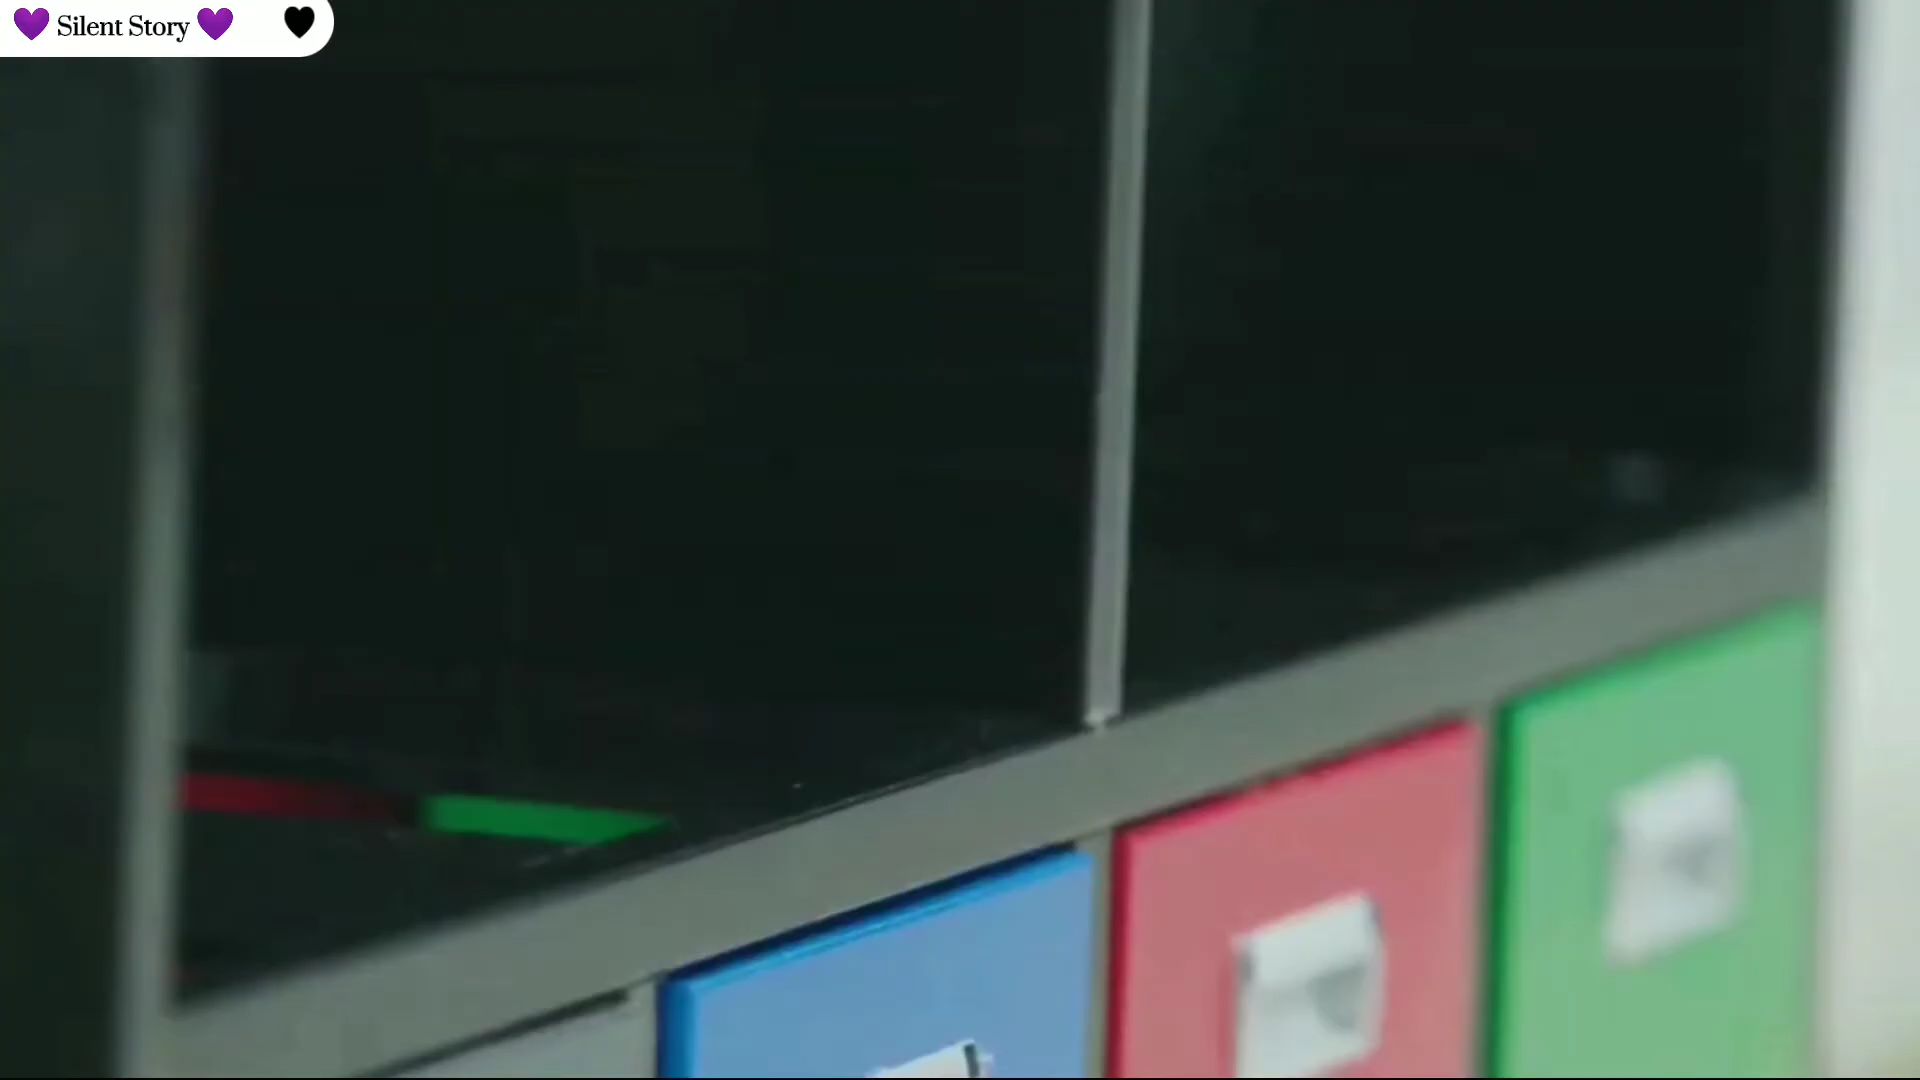 💜 Silent Story 💜 🖤